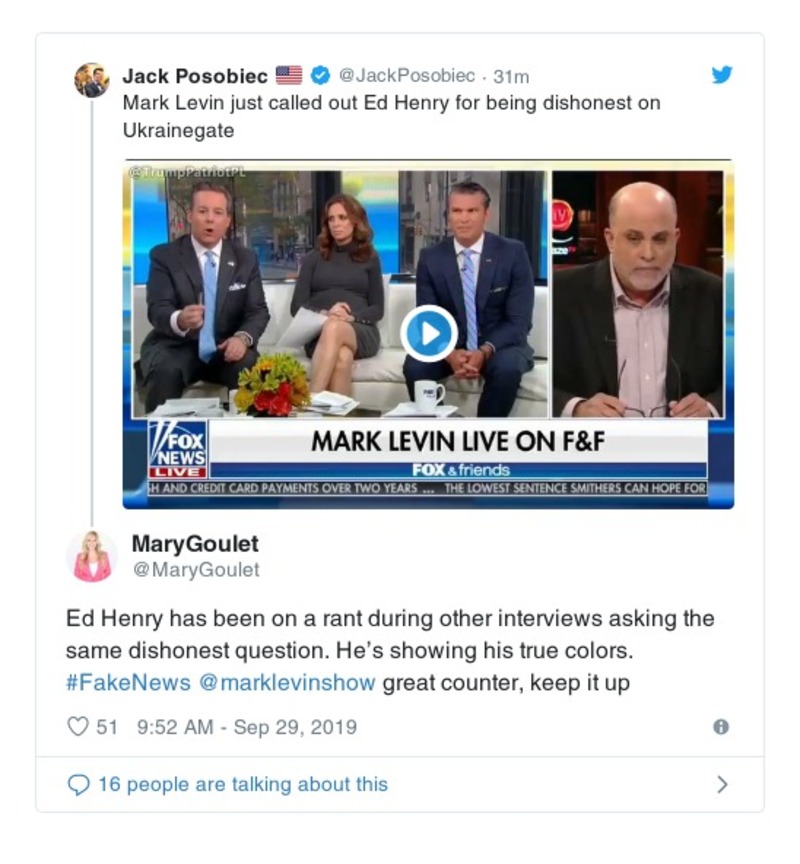 Jack Posobiec @JackPosobiec · 31m
Mark Levin just called out Ed Henry for being dishonest on
Ukrainegate
@TrumpPatriotPL
FOX
NEWS
LIVE
MARK LEVIN LIVE ON F&F
FOX & friends
SH AND CREDIT CARD PAYMENTS OVER TWO YEARS ... THE LOWEST SENTENCE SMITHERS CAN HOPE FOR
MaryGoulet
@MaryGoulet
Ed Henry has been on a rant during other interviews asking the
same dishonest question. He’s showing his true colors.
#FakeNews @marklevinshow great counter, keep it up
51 9:52 AM - Sep 29, 2019
16 people are talking about this